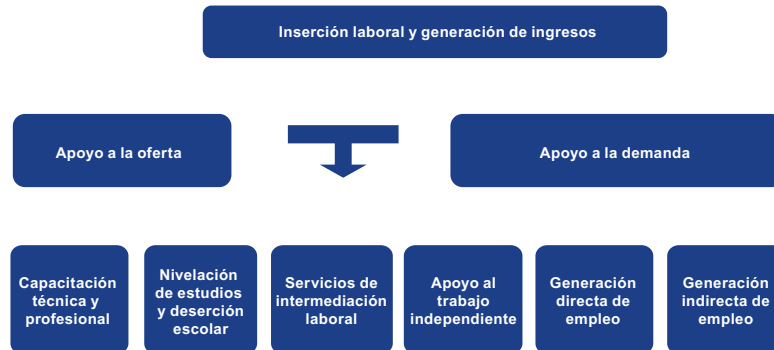 Inserción laboral y generación de ingresos
Apoyo a la oferta
Apoyo a la demanda
Capacitación
técnica y
profesional
Nivelación
de estudios
y deserción
escolar
Servicios de
intermediación
laboral
Apoyo al
trabajo
independiente
Generación
directa de
empleo
Generación
indirecta de
empleo